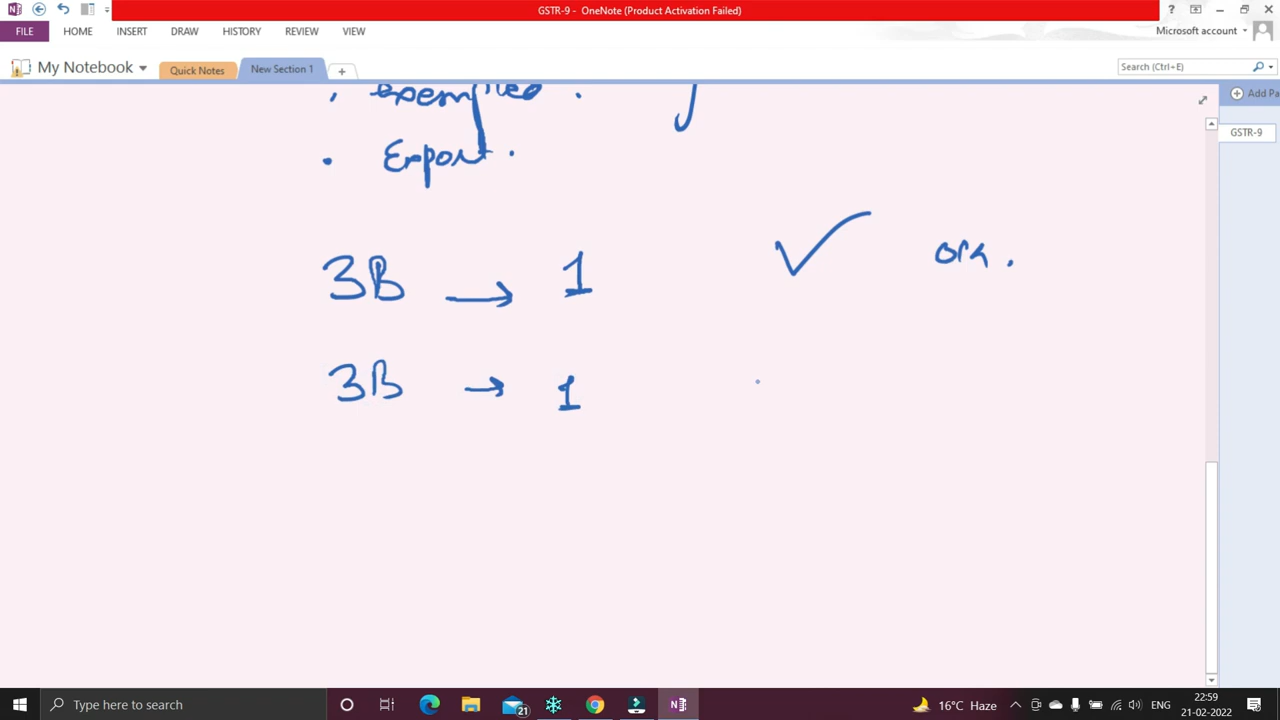 GSTR-9 - OneNote (Product Activation Failed)
FILE HOME INSERT DRAW HISTORY REVIEW VIEW Microsoft account
My Notebook Quick Notes New Section 1 Search (Ctrl+E)
Add Pa
GSTR-9
· Exempted .
· Export .
3B → 1 ✓
3B → 1
Type here to search 21 16°C Haze ENG 22:59
21-02-2022